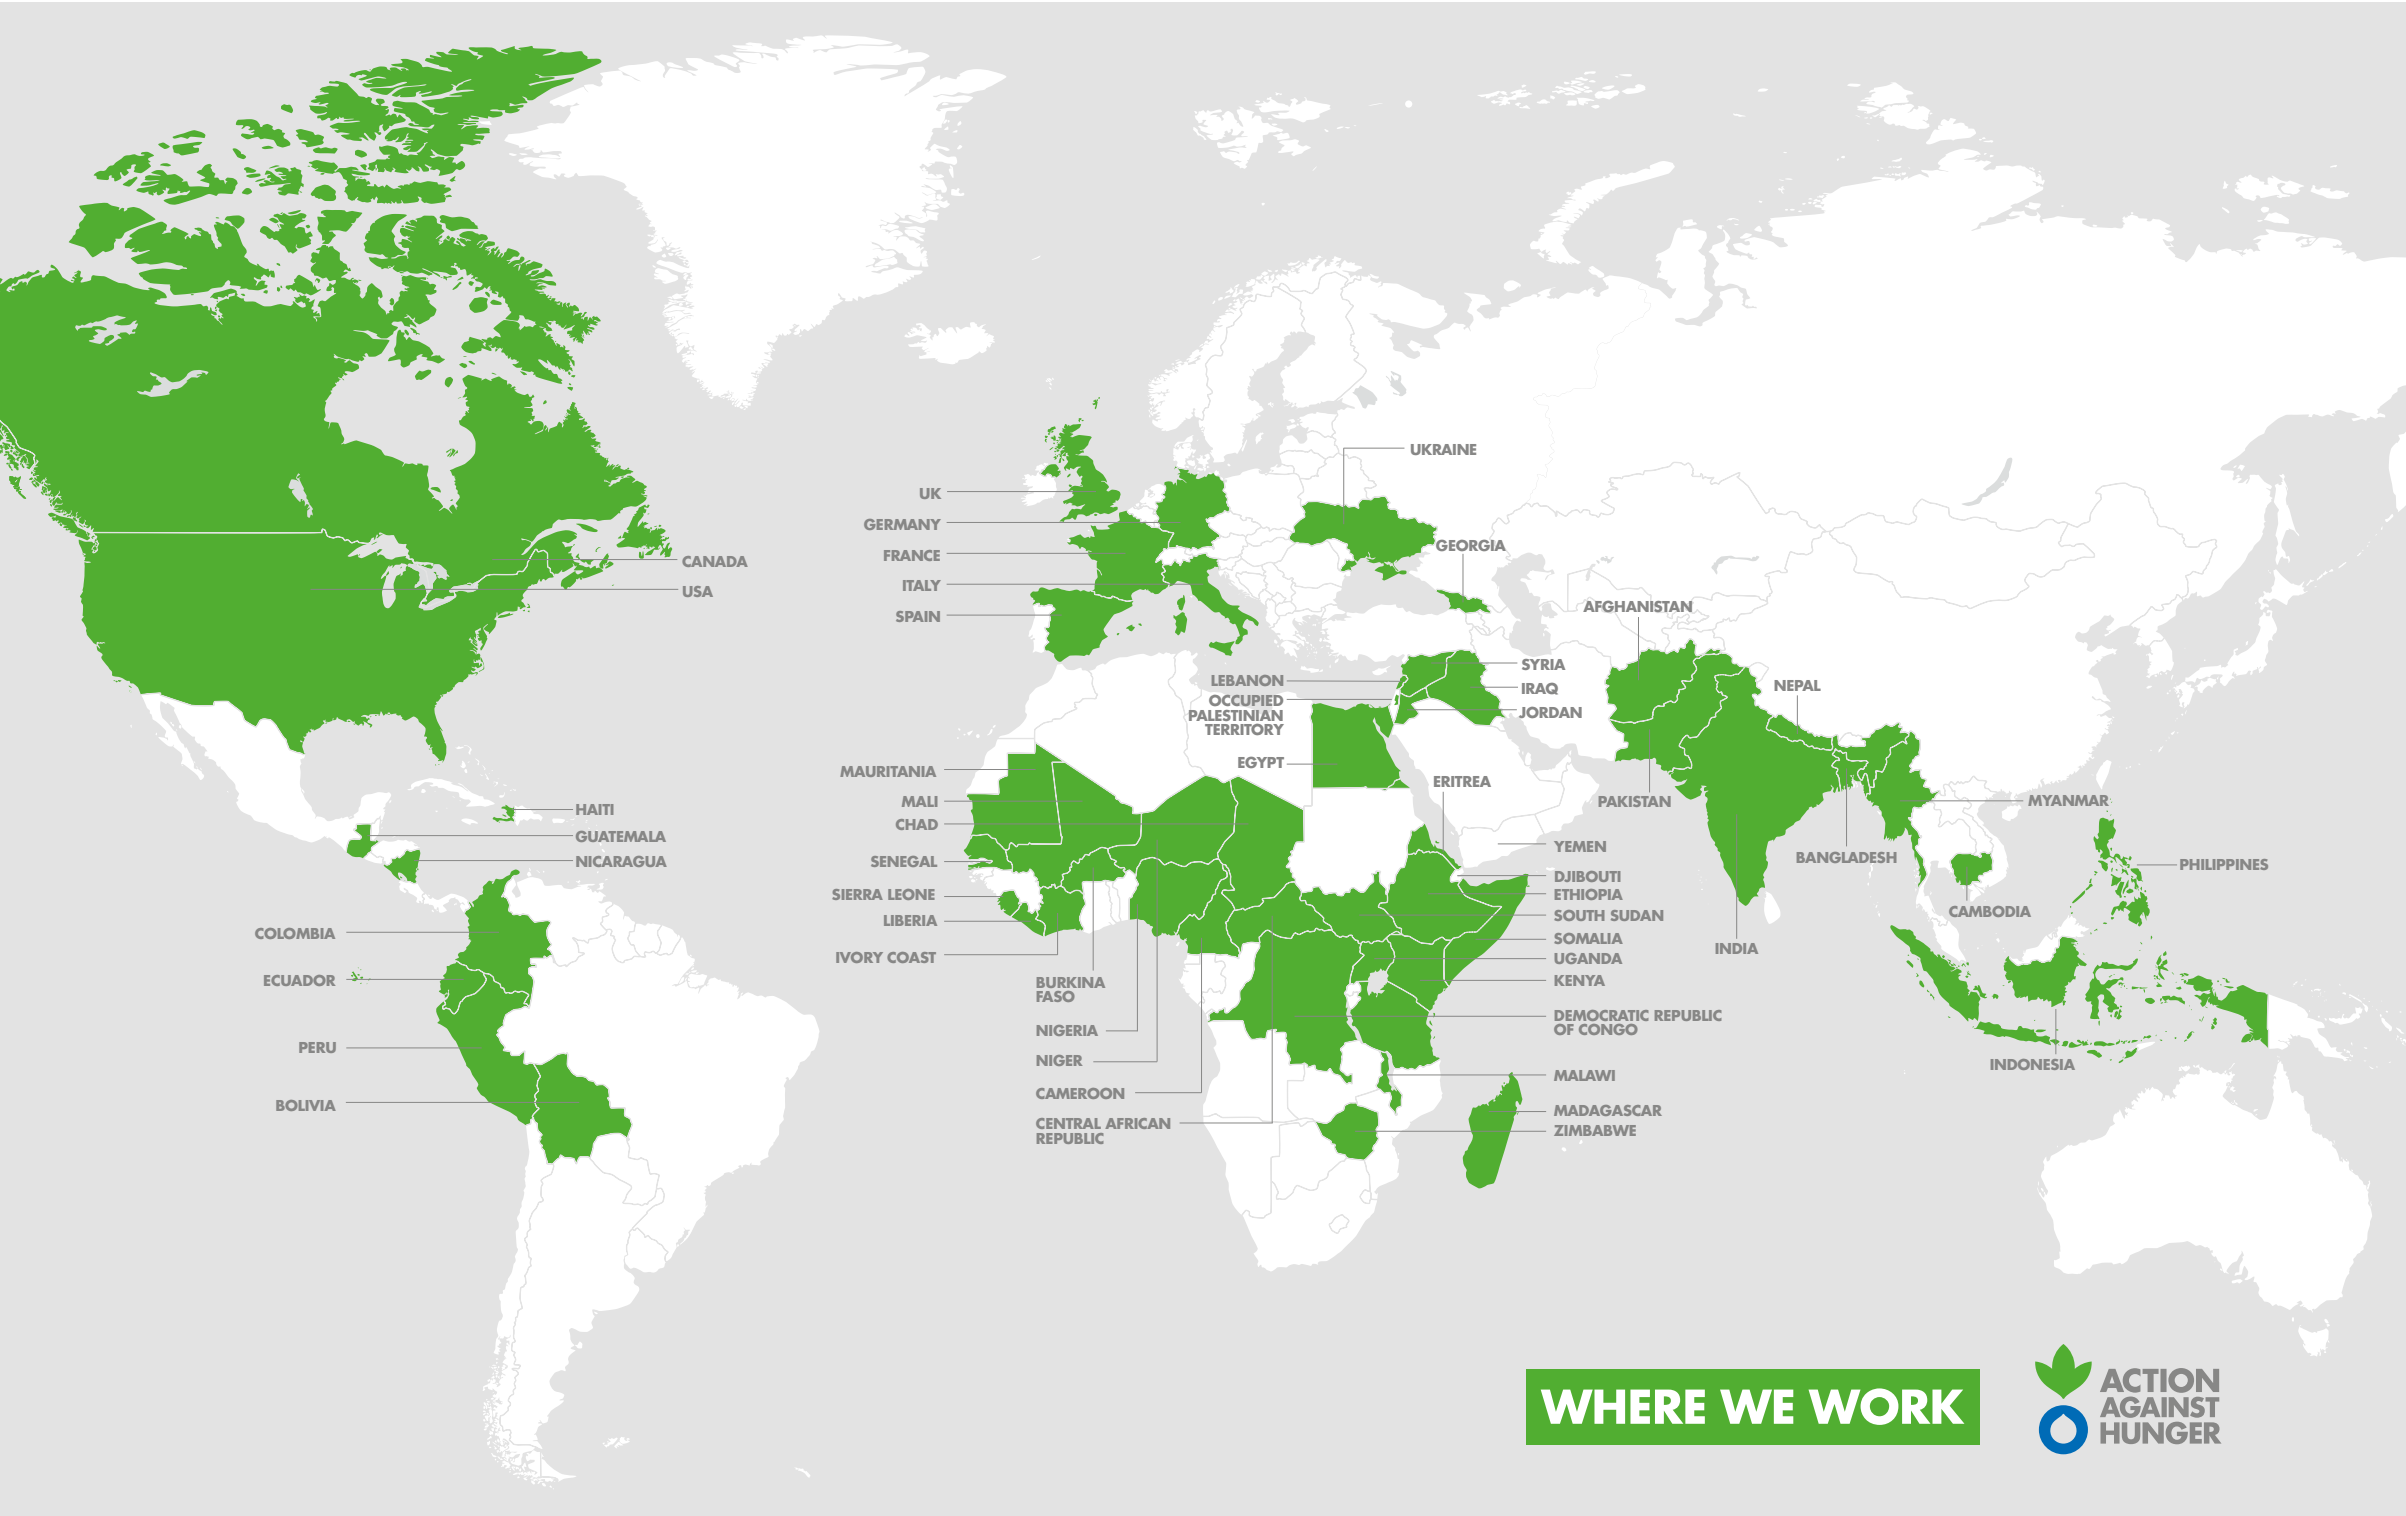 UKRAINE
UK
GERMANY
GEORGIA
FRANCE
CANADA
ITALY
USA
AFGHANISTAN
SPAIN
SYRIA
LEBANON
IRAQ
NEPAL
OCCUPIED
PALESTINIAN
TERRITORY
JORDAN
EGYPT
MAURITANIA
ERITREA
MALI
PAKISTAN
MYANMAR
HAITI
CHAD
GUATEMALA
YEMEN
BANGLADESH
NICARAGUA
SENEGAL
PHILIPPINES
DJIBOUTI
SIERRA LEONE
ETHIOPIA
CAMBODIA
LIBERIA
SOUTH SUDAN
COLOMBIA
SOMALIA
INDIA
IVORY COAST
UGANDA
ECUADOR
KENYA
BURKINA
FASO
DEMOCRATIC REPUBLIC
OF CONGO
NIGERIA
PERU
NIGER
INDONESIA
MALAWI
CAMEROON
BOLIVIA
MADAGASCAR
CENTRAL AFRICAN
REPUBLIC
ZIMBABWE
WHERE WE WORK
ACTION
AGAINST
HUNGER